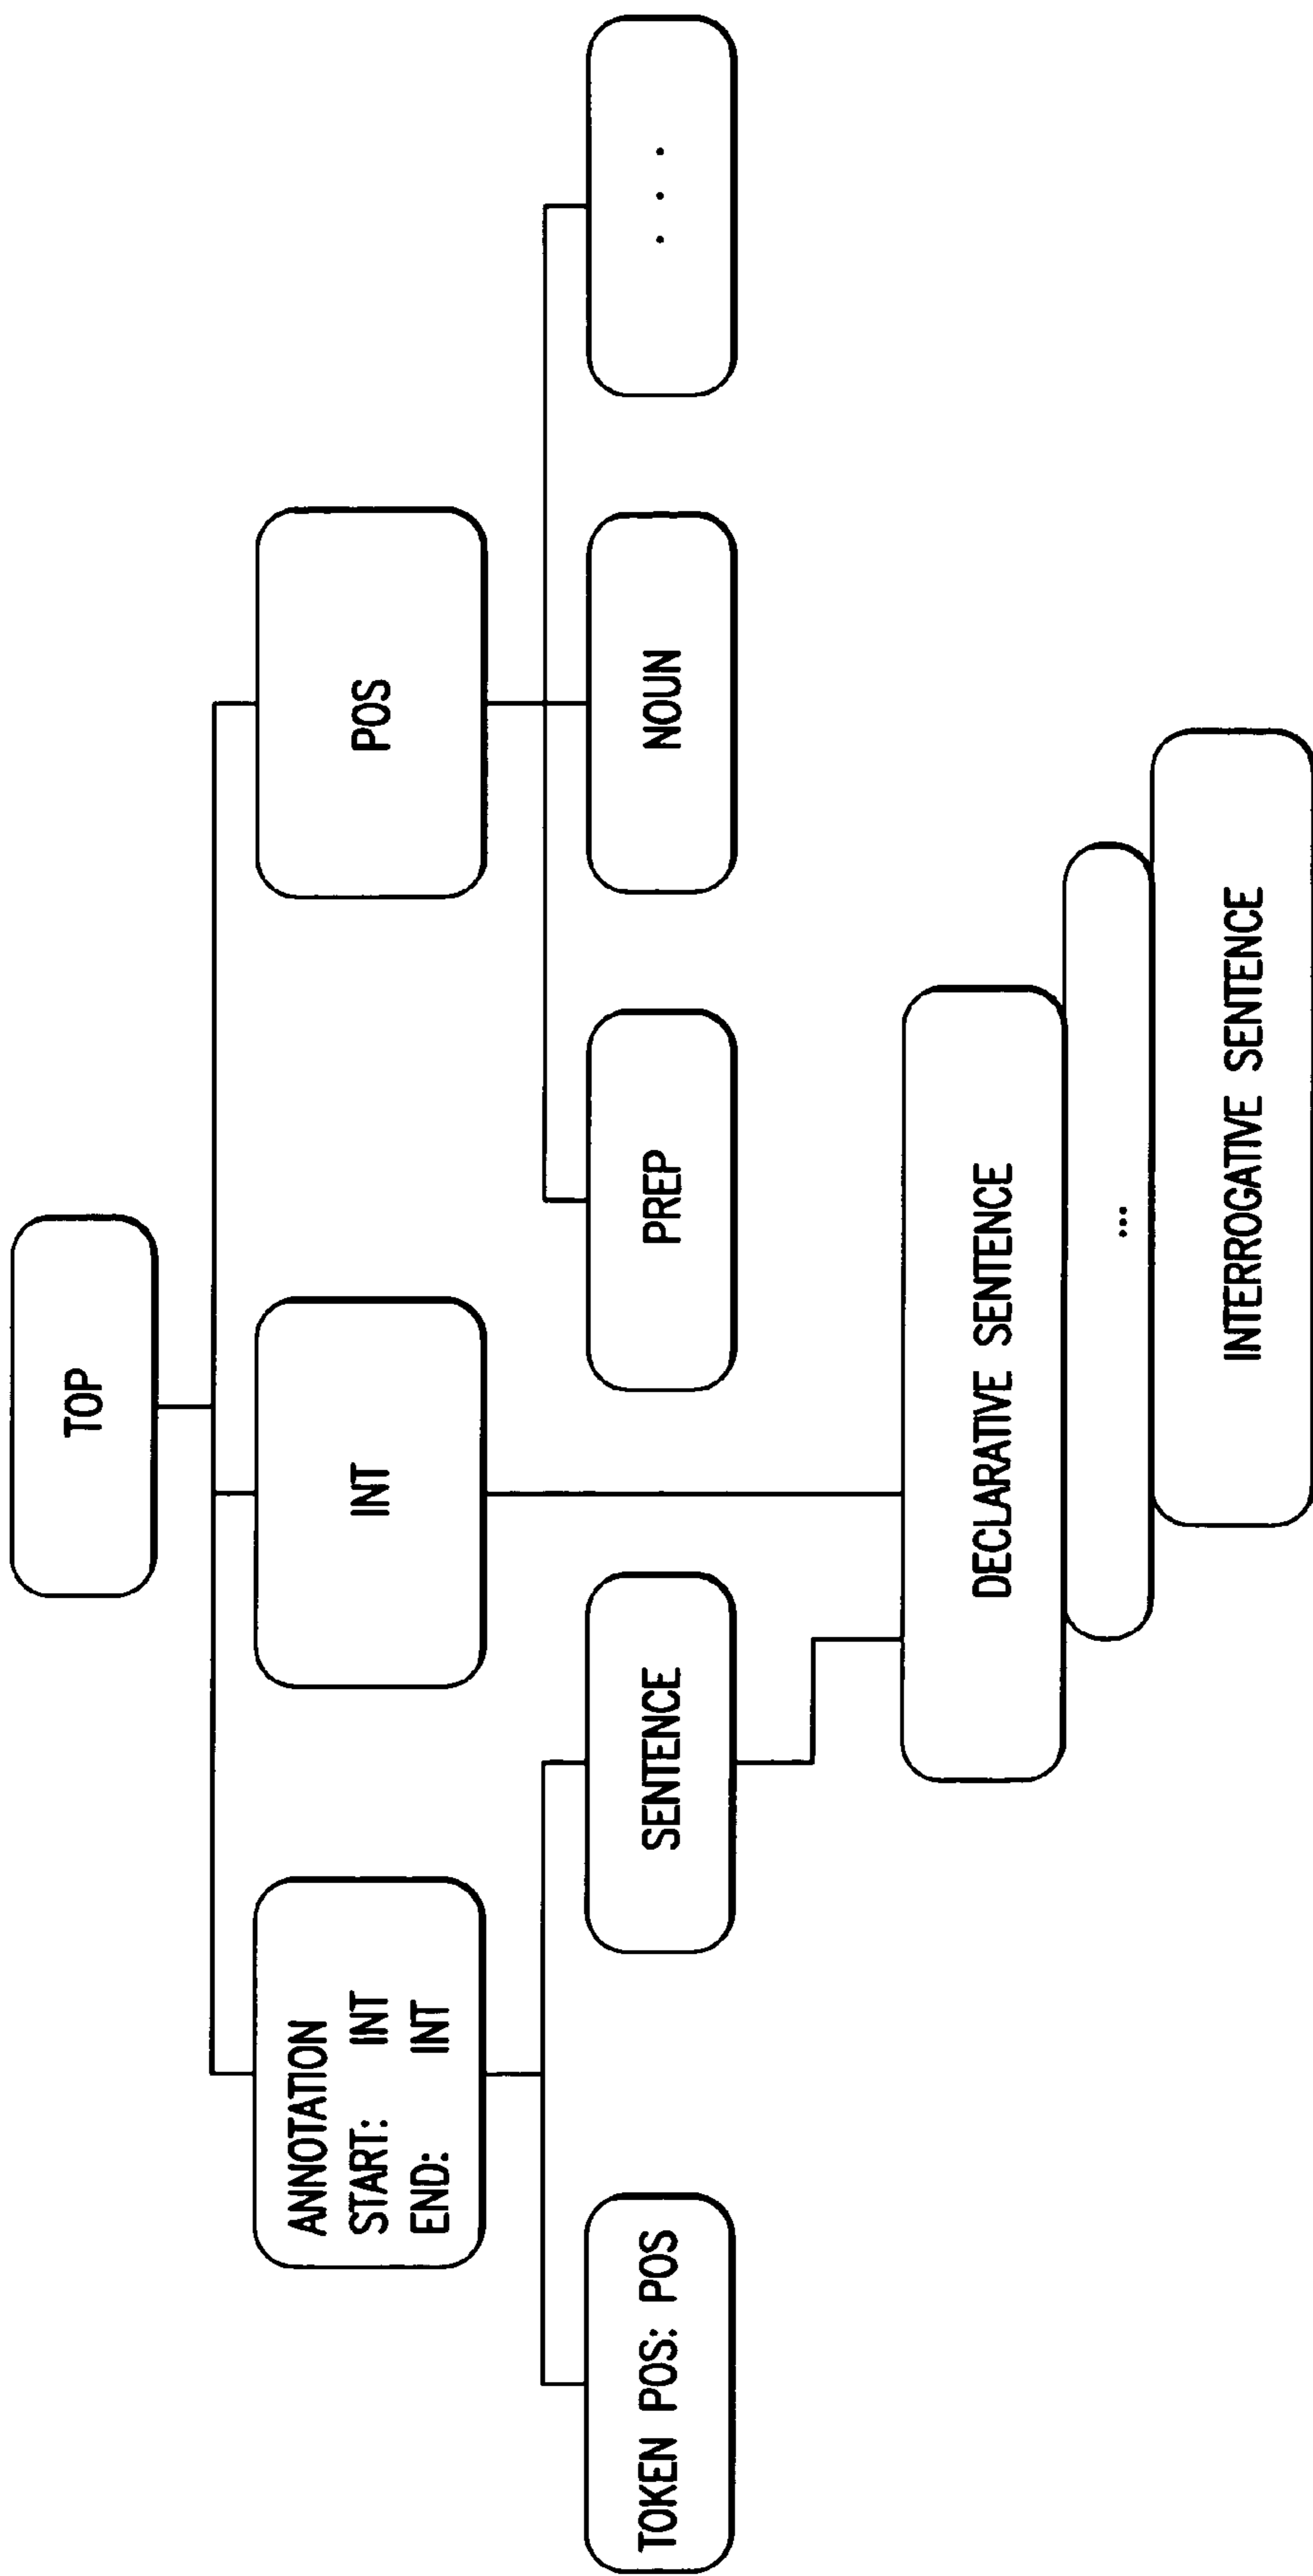 TOP
ANNOTATION
START: INT
END: INT
INT
POS
TOKEN POS: POS
SENTENCE
PREP
NOUN
. . .
DECLARATIVE SENTENCE
...
INTERROGATIVE SENTENCE